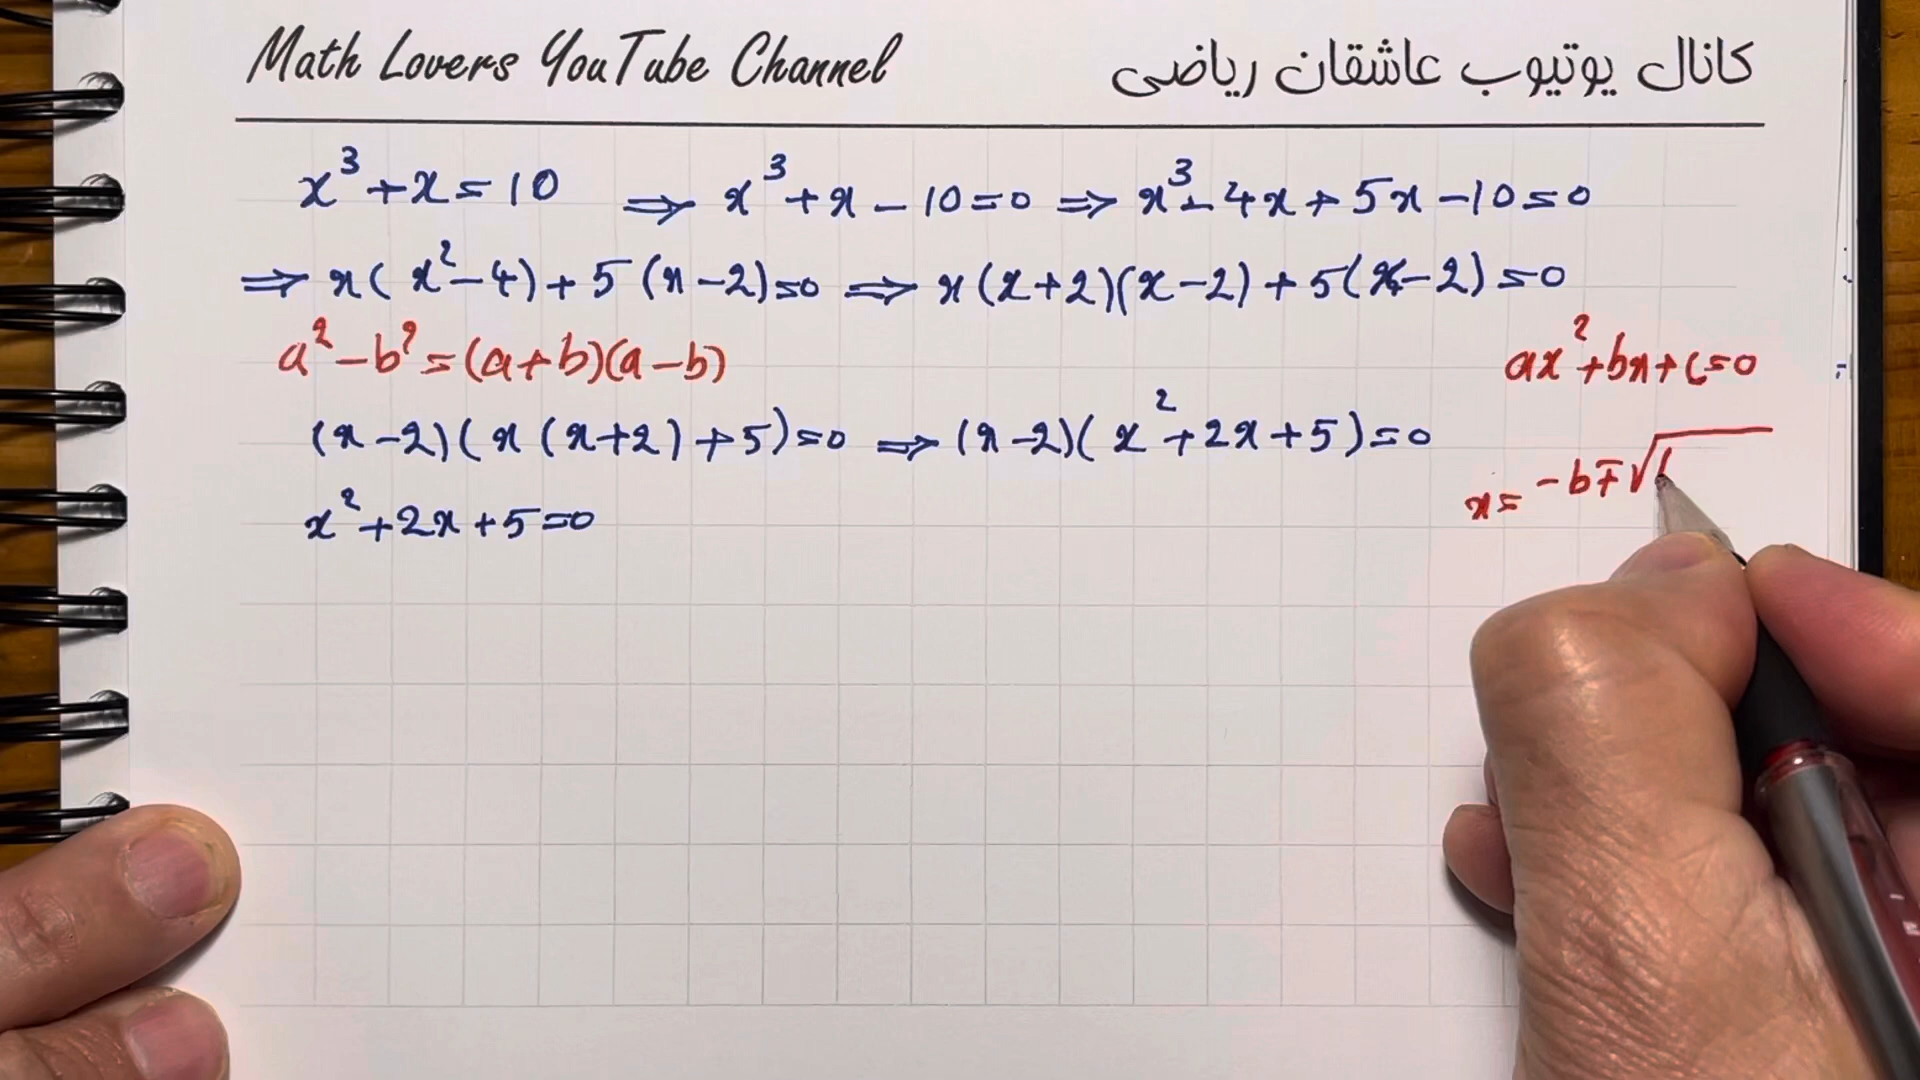 Math Lovers YouTube Channel
کانال یوتیوب عاشقان ریاضی
x³+x=10 ⇒ x³+x-10=0 ⇒ x³-4x+5x-10=0
⇒ x(x²-4)+5(x-2)=0 ⇒ x(x+2)(x-2)+5(x-2)=0
a²-b²=(a+b)(a-b)
ax²+bx+c=0
(x-2)(x(x+2)+5)=0 ⇒ (x-2)(x²+2x+5)=0
x=-b∓√
x²+2x+5=0